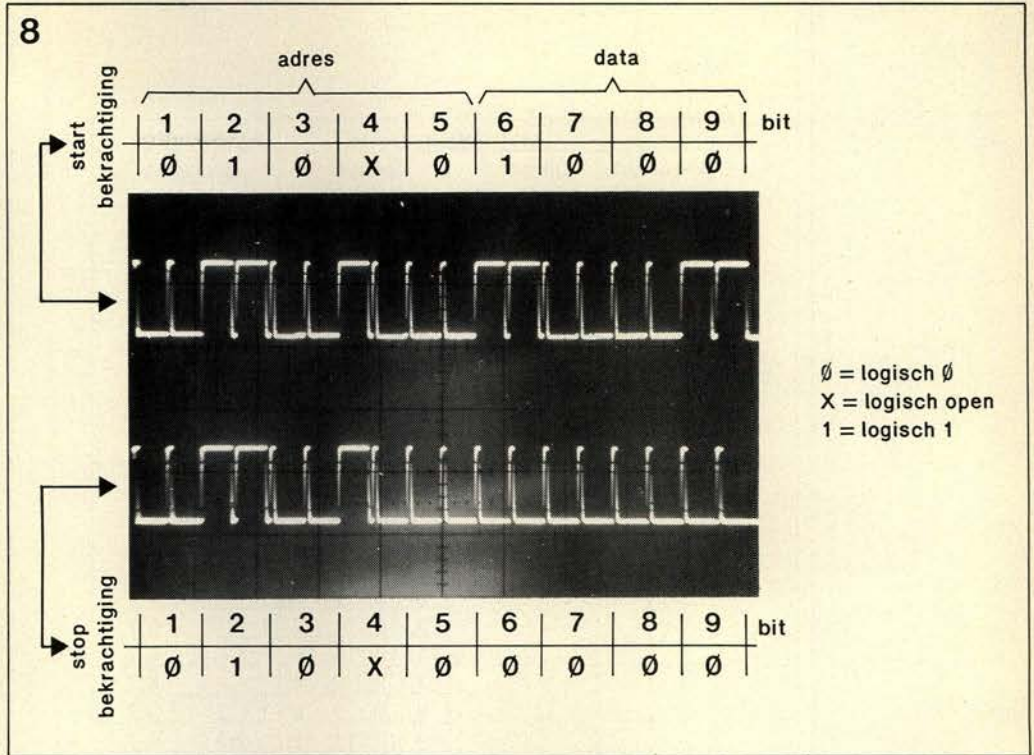 8
adres data
start
bekrachtiging
1 2 3 4 5 6 7 8 9 bit
Ø 1 Ø X Ø 1 Ø Ø Ø
Ø = logisch Ø
X = logisch open
1 = logisch 1
stop
bekrachtiging
1 2 3 4 5 6 7 8 9 bit
Ø 1 Ø X Ø Ø Ø Ø Ø